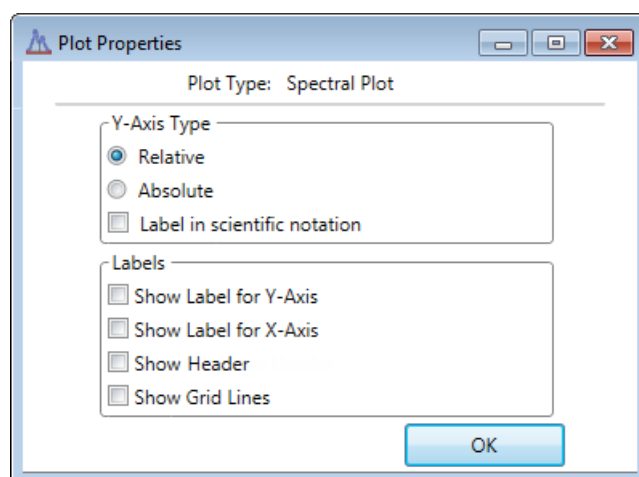 Plot Properties
Plot Type: Spectral Plot
Y-Axis Type
Relative
Absolute
Label in scientific notation
Labels
Show Label for Y-Axis
Show Label for X-Axis
Show Header
Show Grid Lines
OK